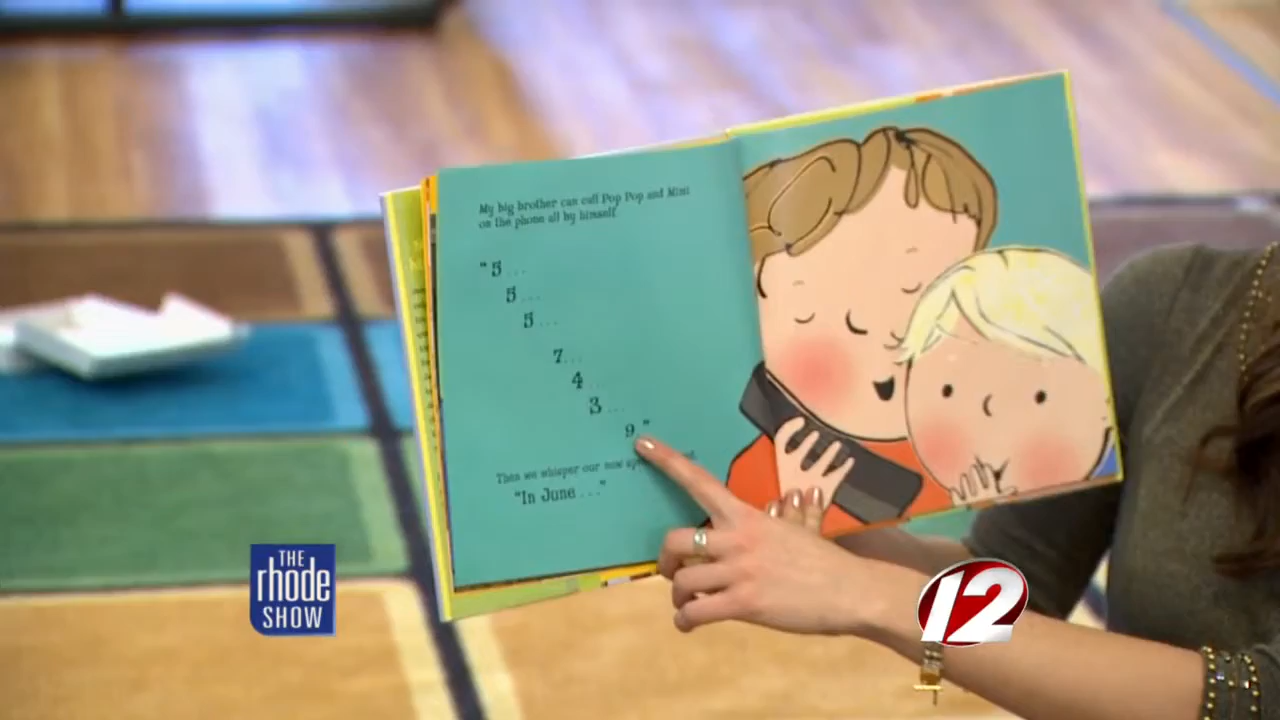 My big brother can call Pop Pop and Mimi
on the phone all by himself.
"5...
5...
5...
7...
4...
3...
9..."
Then we whisper our new
"In June..."
THE
rhode
SHOW
12